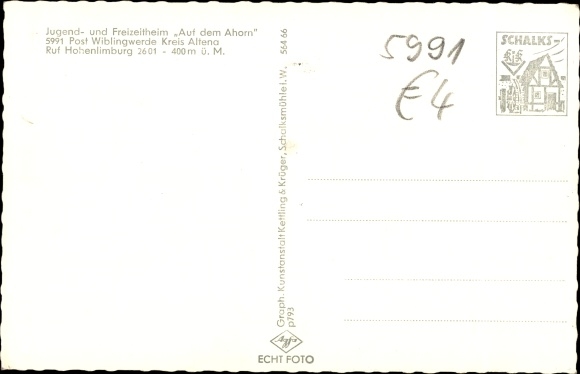 Jugend- und Freizeitheim „Auf dem Ahorn"
5991 Post Wiblingwerde Kreis Altena
Ruf Hohenlimburg 2601 - 400 m ü. M.
564 66
Graph. Kunstanstalt Kettling & Krüger, Schalksmühle i. W.
p793
ECHT FOTO
5991
€4
SCHALKS-